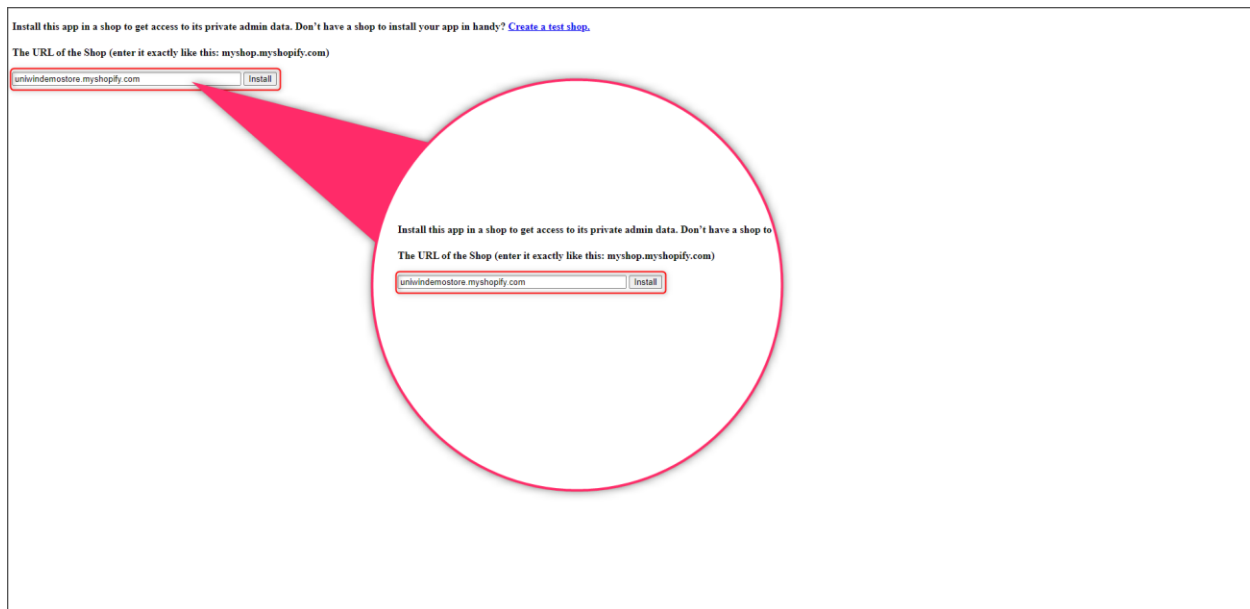 Install this app in a shop to get access to its private admin data. Don't have a shop to install your app in handy? Create a test shop.
The URL of the Shop (enter it exactly like this: myshop.myshopify.com)
uniwindemostore.myshopify.com Install
Install this app in a shop to get access to its private admin data. Don't have a shop to
The URL of the Shop (enter it exactly like this: myshop.myshopify.com)
uniwindemostore.myshopify.com Install